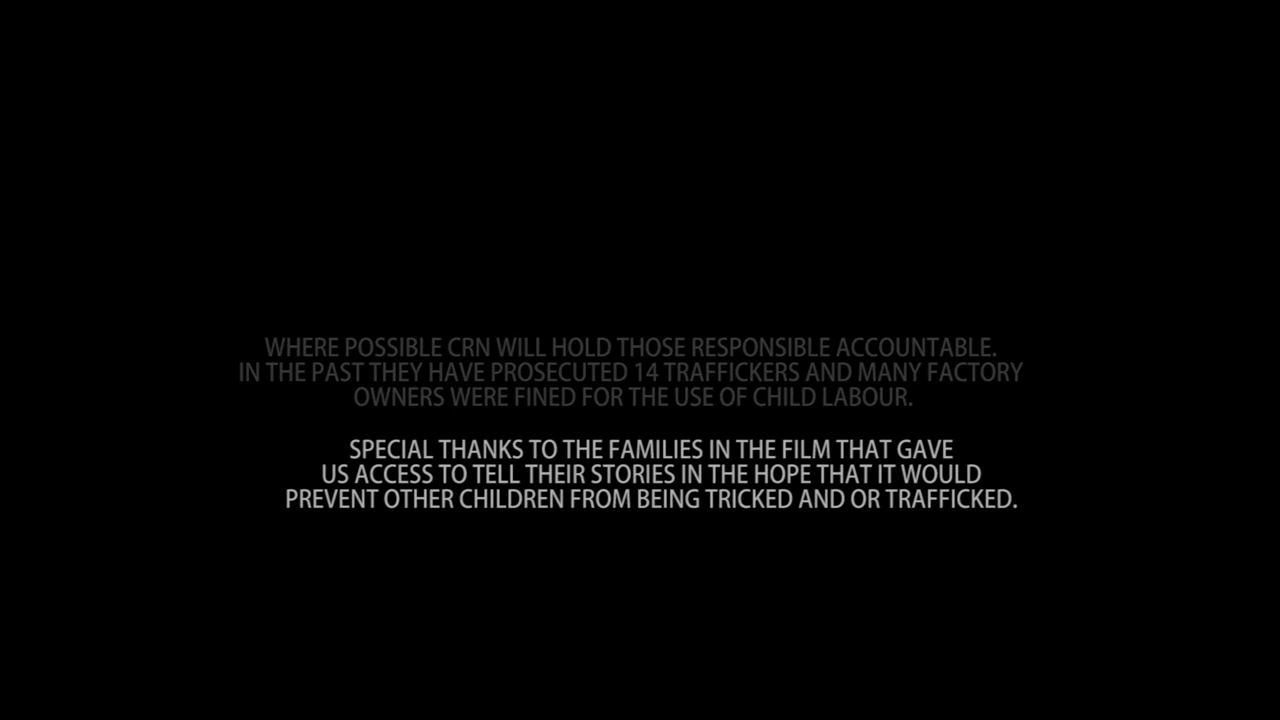 WHERE POSSIBLE CRN WILL HOLD THOSE RESPONSIBLE ACCOUNTABLE.
IN THE PAST THEY HAVE PROSECUTED 14 TRAFFICKERS AND MANY FACTORY
OWNERS WERE FINED FOR THE USE OF CHILD LABOUR.
SPECIAL THANKS TO THE FAMILIES IN THE FILM THAT GAVE
US ACCESS TO TELL THEIR STORIES IN THE HOPE THAT IT WOULD
PREVENT OTHER CHILDREN FROM BEING TRICKED AND OR TRAFFICKED.